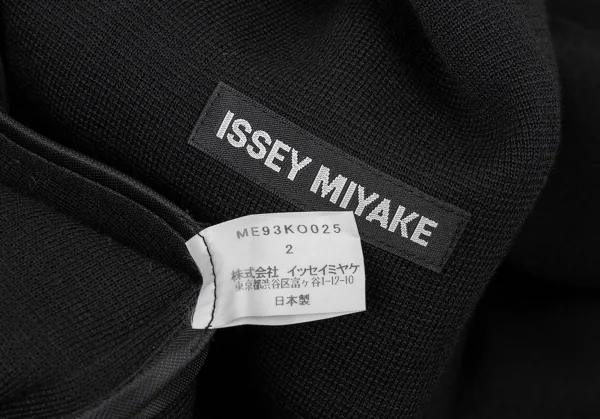 ISSEY MIYAKE
ME93KO025
2
株式会社 イッセイミヤケ
東京都渋谷区富ヶ谷1-12-10
日本製